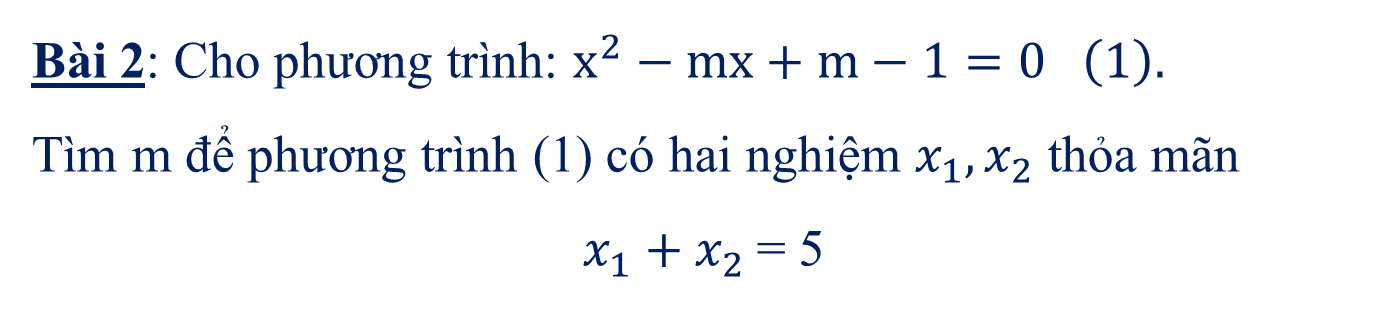 Bài 2: Cho phương trình: x² − mx + m − 1 = 0 (1).
Tìm m để phương trình (1) có hai nghiệm x₁, x₂ thỏa mãn
x₁ + x₂ = 5